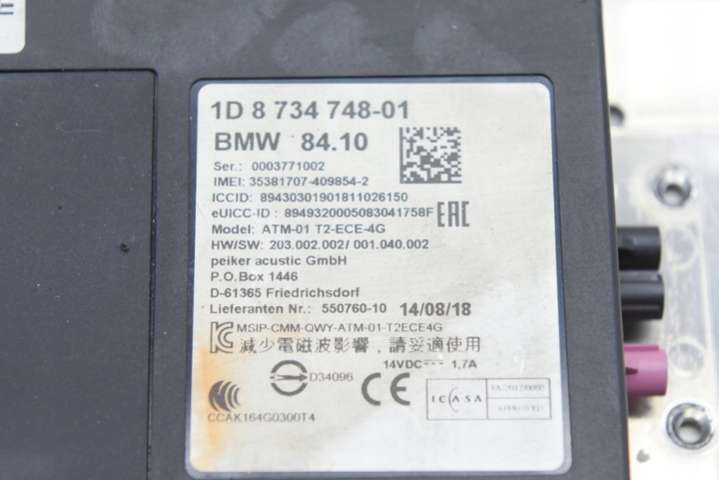 1D 8 734 748-01
BMW 84.10
Ser.: 0003771002
IMEI: 35381707-409854-2
ICCID: 89430301901811026150
eUICC-ID : 8949320005083041758F
EAC
Model: ATM-01 T2-ECE-4G
HW/SW: 203.002.002/ 001.040.002
peiker acustic GmbH
P.O.Box 1446
D-61365 Friedrichsdorf
Lieferanten Nr.: 550760-10 14/08/18
MSIP-CMM-QWY-ATM-01-T2ECE4G
減少電磁波影響，請妥適使用
14VDC 1,7A
D34096
CE
ICASA
CCAK164G0300T4